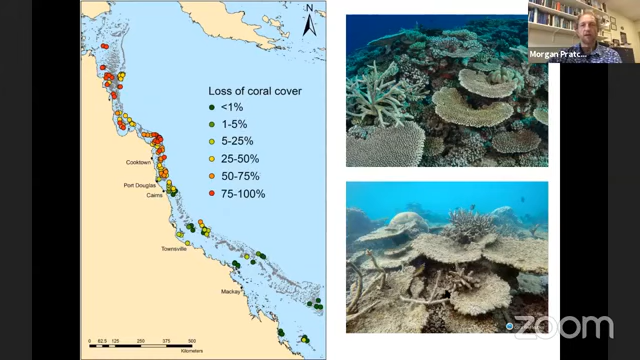 N
Loss of coral cover
<1%
1-5%
5-25%
25-50%
50-75%
75-100%
Cooktown
Port Douglas
Cairns
Townsville
Mackay
0 62.5 125 250 375 500
Kilometers
Morgan Pratc...
zoom